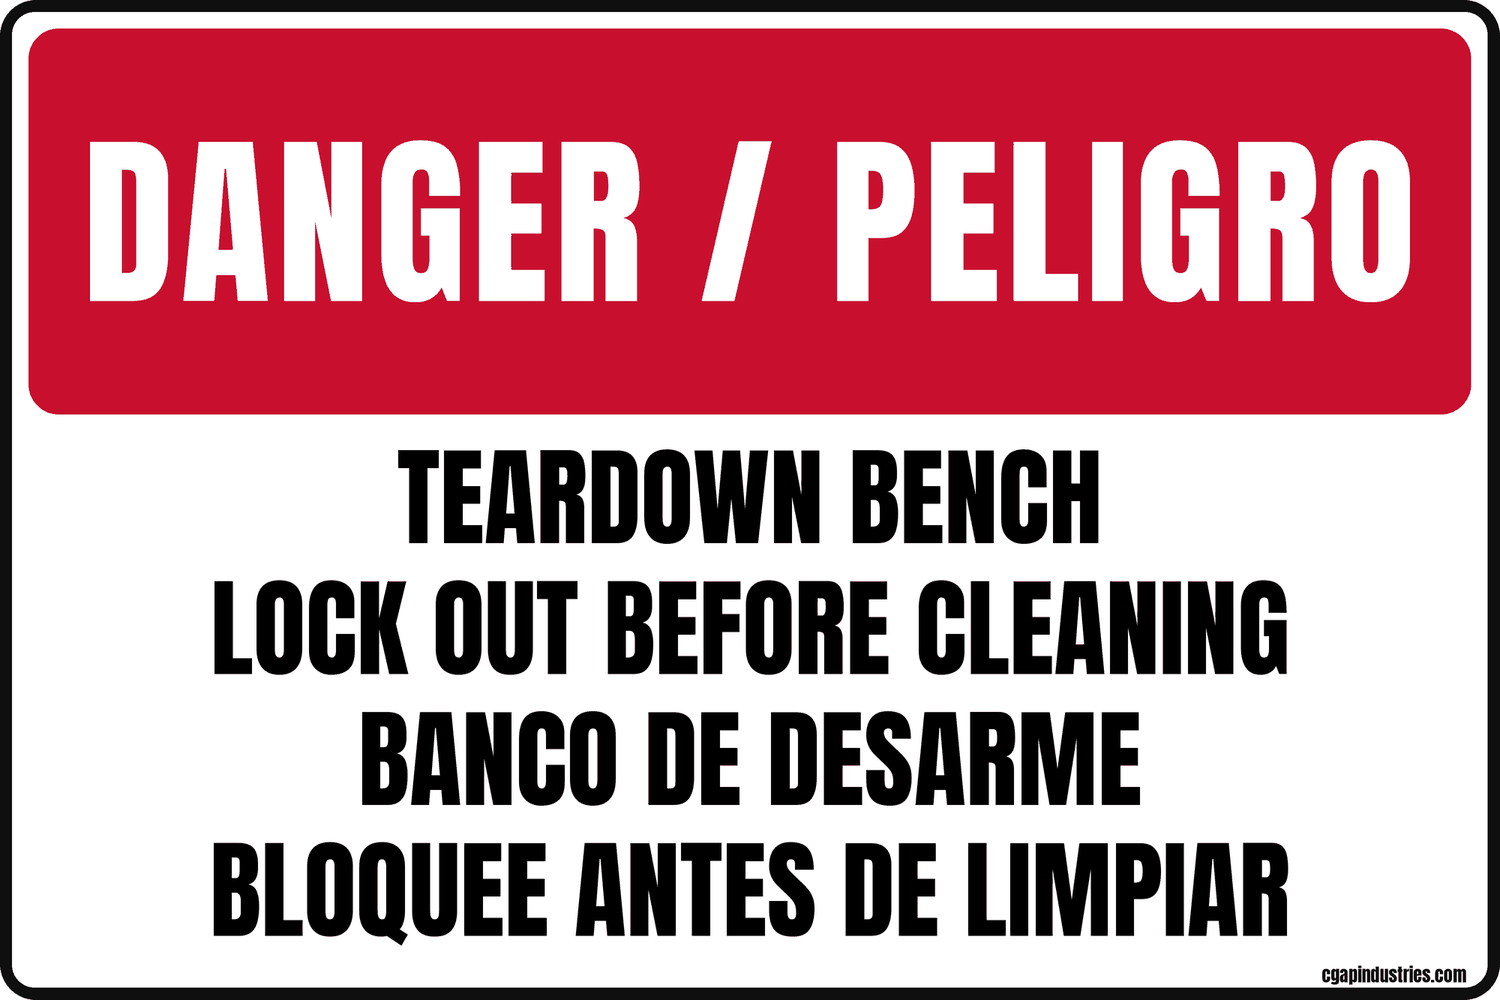 DANGER / PELIGRO
TEARDOWN BENCH
LOCK OUT BEFORE CLEANING
BANCO DE DESARME
BLOQUEE ANTES DE LIMPIAR
cgapindustries.com